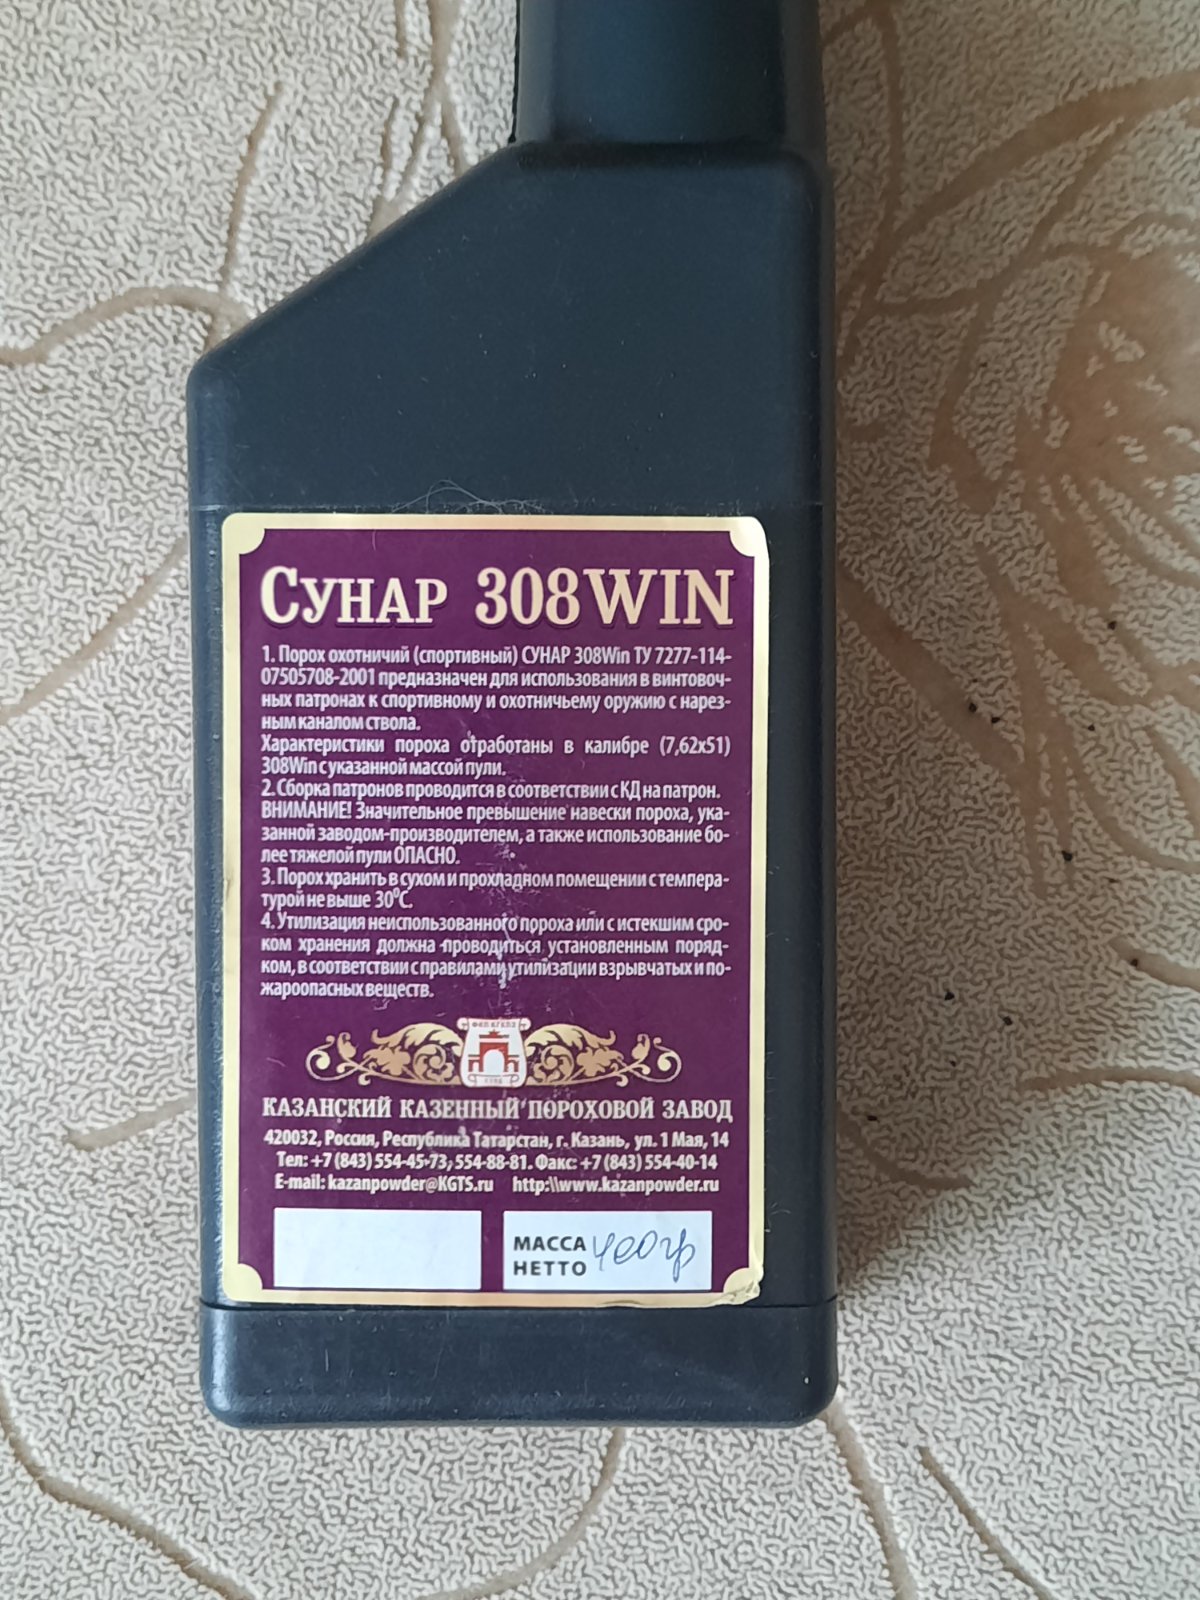 СУНАР 308WIN
1. Порох охотничий (спортивный) СУНАР 308Win ТУ 7277-114-
07505708-2001 предназначен для использования в винтовоч-
ных патронах к спортивному и охотничьему оружию с нарез-
ным каналом ствола.
Характеристики пороха отработаны в калибре (7,62х51)
308Win с указанной массой пули.
2. Сборка патронов проводится в соответствии с КД на патрон.
ВНИМАНИЕ! Значительное превышение навески пороха, ука-
занной заводом-производителем, а также использование бо-
лее тяжелой пули ОПАСНО.
3. Порох хранить в сухом и прохладном помещении с темпера-
турой не выше 30⁰С.
4. Утилизация неиспользованного пороха или с истекшим сро-
ком хранения должна проводиться установленным поряд-
ком, в соответствии с правилами утилизации взрывчатых и по-
жароопасных веществ.
КАЗАНСКИЙ КАЗЕННЫЙ ПОРОХОВОЙ ЗАВОД
420032, Россия, Республика Татарстан, г. Казань, ул. 1 Мая, 14
Тел: +7 (843) 554-45-73, 554-88-81. Факс: +7 (843) 554-40-14
E-mail: kazanpowder@KGTS.ru http:\\www.kazanpowder.ru
МАССА
НЕТТО 400гр